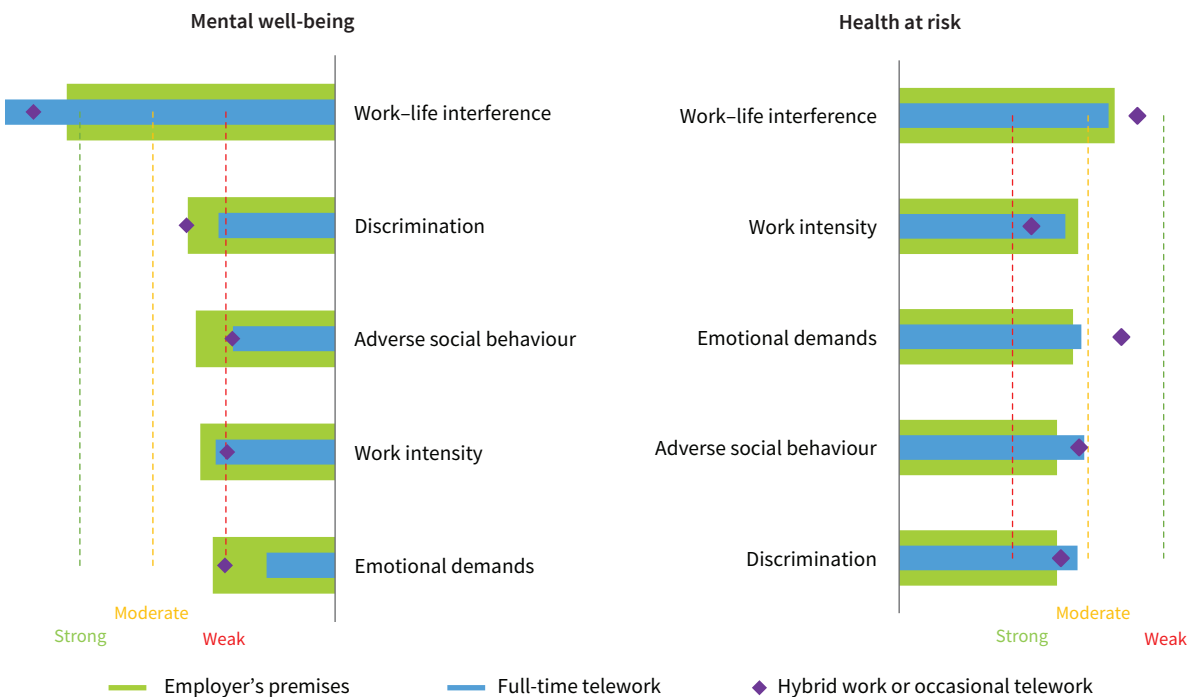 Mental well-being
Work–life interference
Discrimination
Adverse social behaviour
Work intensity
Emotional demands
Moderate
Strong
Weak
Health at risk
Work–life interference
Work intensity
Emotional demands
Adverse social behaviour
Discrimination
Moderate
Strong
Weak
Employer's premises
Full-time telework
Hybrid work or occasional telework